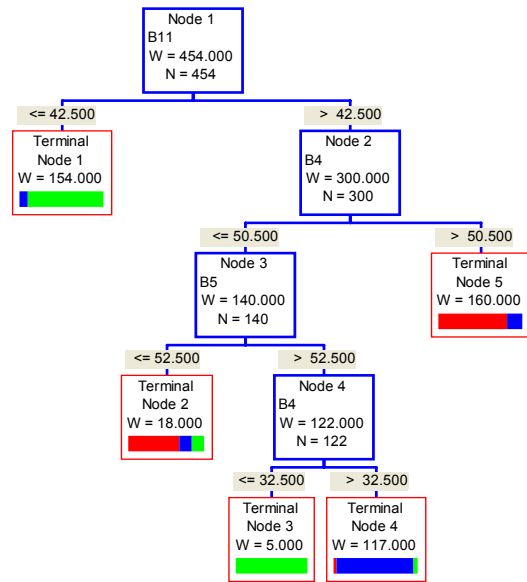 Node 1
B11
W = 454.000
N = 454
<= 42.500
> 42.500
Terminal
Node 1
W = 154.000
Node 2
B4
W = 300.000
N = 300
<= 50.500
> 50.500
Node 3
B5
W = 140.000
N = 140
Terminal
Node 5
W = 160.000
<= 52.500
> 52.500
Terminal
Node 2
W = 18.000
Node 4
B4
W = 122.000
N = 122
<= 32.500
> 32.500
Terminal
Node 3
W = 5.000
Terminal
Node 4
W = 117.000